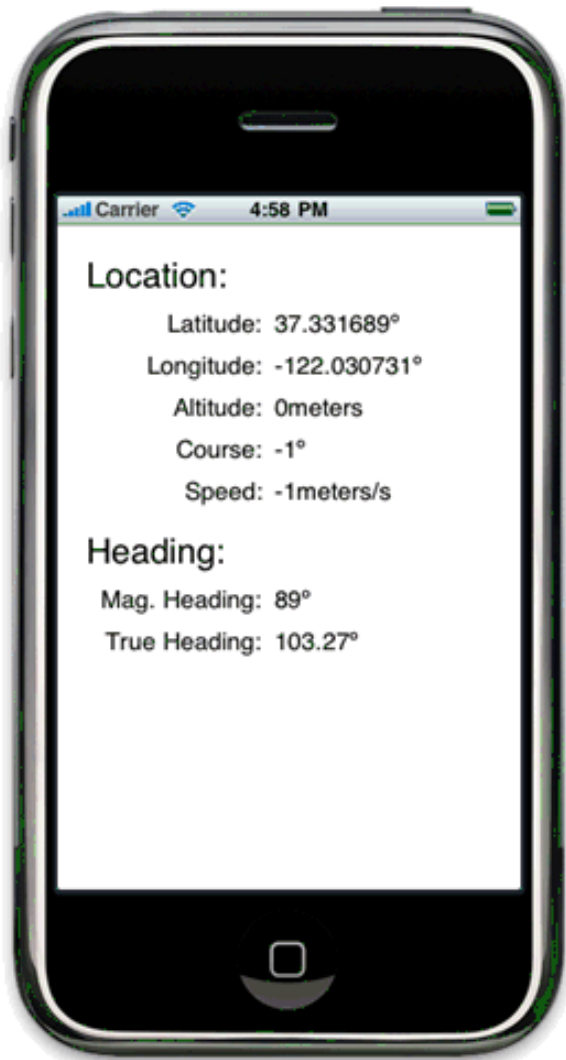 Carrier 4:58 PM
Location:
Latitude: 37.331689°
Longitude: -122.030731°
Altitude: 0meters
Course: -1°
Speed: -1meters/s
Heading:
Mag. Heading: 89°
True Heading: 103.27°